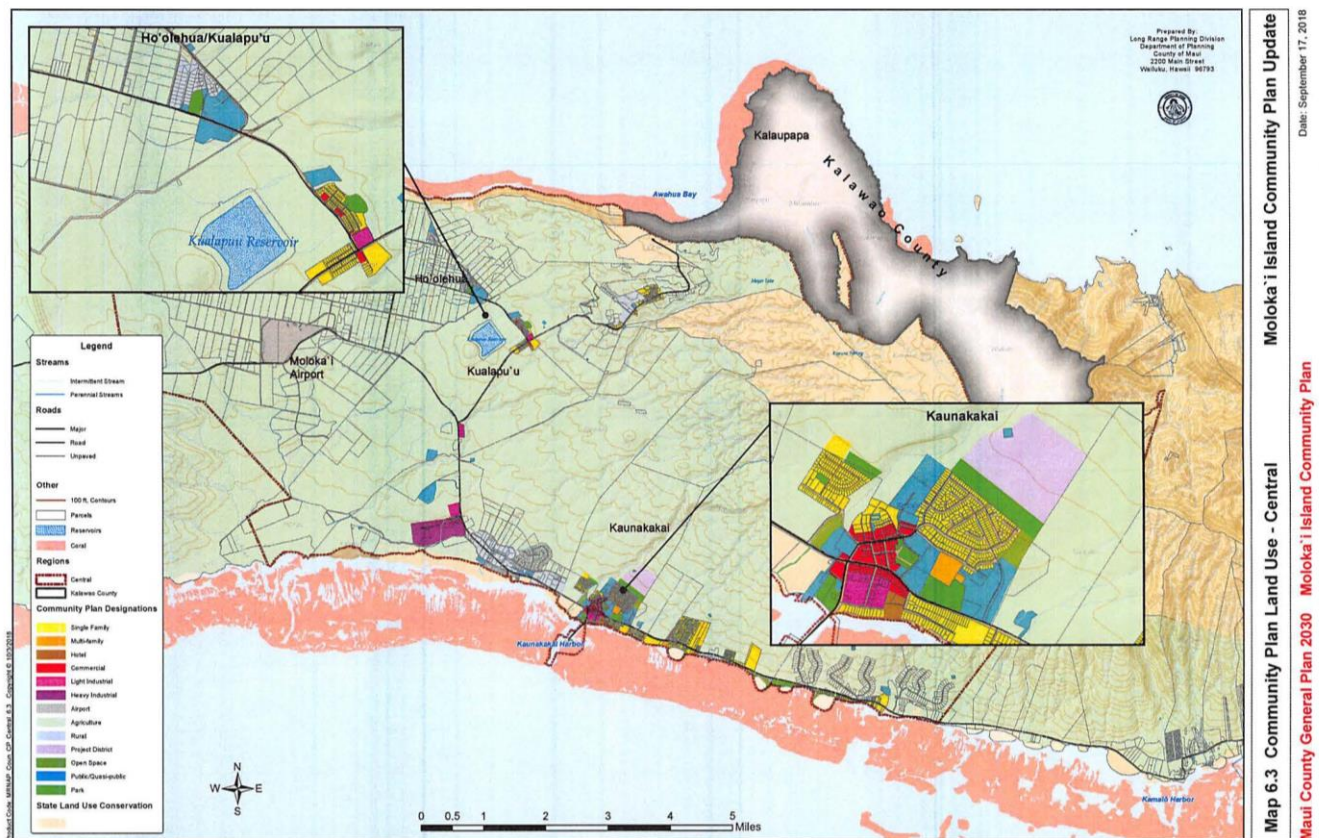 Ho'olehua/Kualapu'u
Kualapuu Reservoir
Prepared By:
Long Range Planning Division
Department of Planning
County of Maui
2200 Main Street
Wailuku, Hawaii 96793
Kalaupapa
Kalawao County
Awahua Bay
Ho'olehua
Moloka'i
Airport
Kualapu'u
Kaunakakai
Kaunakakai
Kaunakakai Harbor
Kamalō Harbor
Legend
Streams
Intermittent Stream
Perennial Streams
Roads
Major
Road
Unpaved
Other
100 ft. Contours
Parcels
Reservoirs
Coral
Regions
Central
Kalawao County
Community Plan Designations
Single Family
Multi-family
Hotel
Commercial
Light Industrial
Heavy Industrial
Airport
Agriculture
Rural
Project District
Open Space
Public/Quasi-public
Park
State Land Use Conservation
N
W E
S
0 0.5 1 2 3 4 5
Miles
Map 6.3 Community Plan Land Use - Central
Moloka`i Island Community Plan Update
Maui County General Plan 2030 Moloka`i Island Community Plan
Date: September 17, 2018